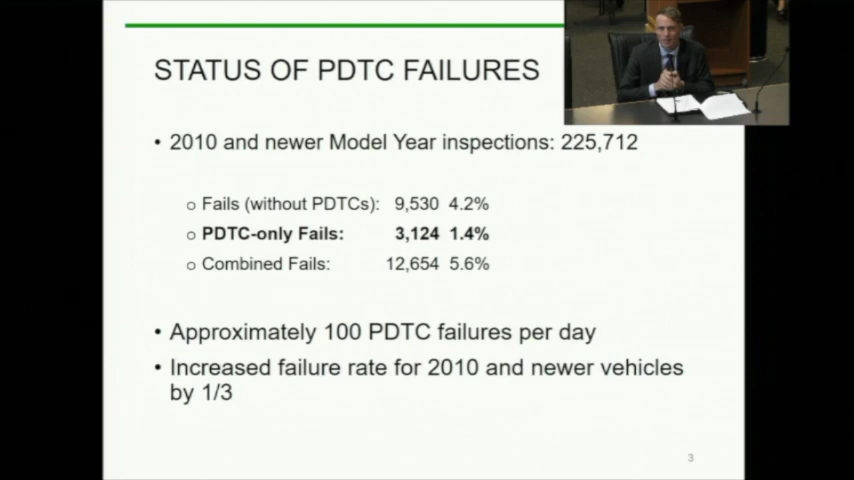 STATUS OF PDTC FAILURES
• 2010 and newer Model Year inspections: 225,712
o Fails (without PDTCs): 9,530 4.2%
o PDTC-only Fails: 3,124 1.4%
o Combined Fails: 12,654 5.6%
• Approximately 100 PDTC failures per day
• Increased failure rate for 2010 and newer vehicles
by 1/3
3